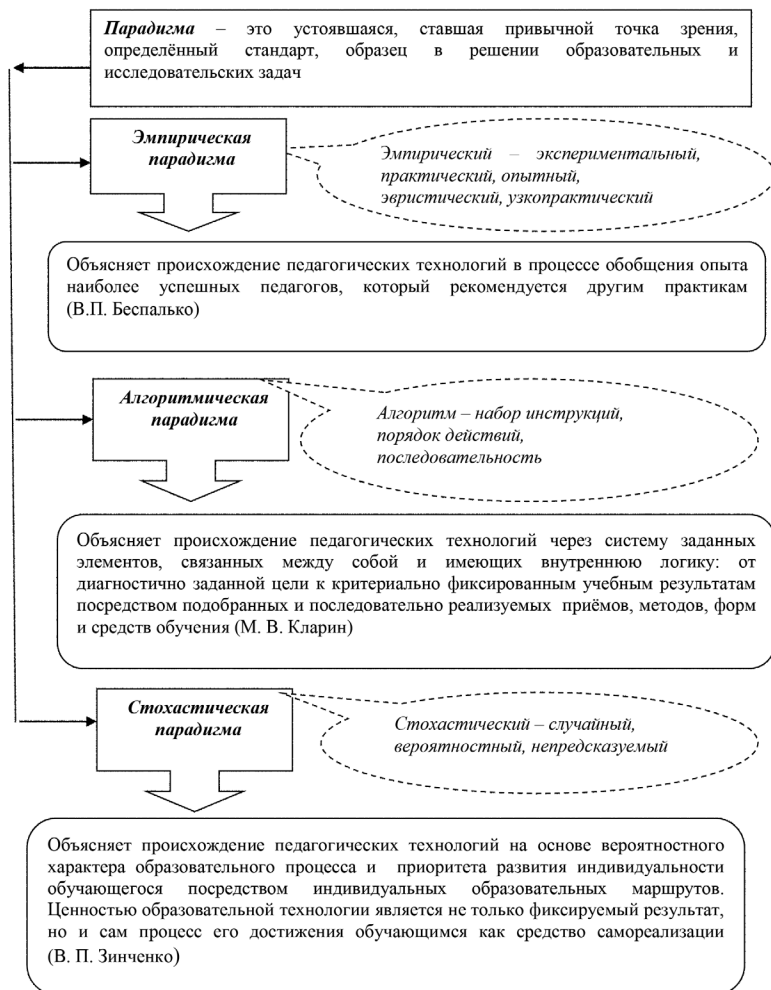 Парадигма – это устоявшаяся, ставшая привычной точка зрения,
определённый стандарт, образец в решении образовательных и
исследовательских задач
Эмпирическая
парадигма
Эмпирический – экспериментальный,
практический, опытный,
эвристический, узкопрактический
Объясняет происхождение педагогических технологий в процессе обобщения опыта
наиболее успешных педагогов, который рекомендуется другим практикам
(В.П. Беспалько)
Алгоритмическая
парадигма
Алгоритм – набор инструкций,
порядок действий,
последовательность
Объясняет происхождение педагогических технологий через систему заданных
элементов, связанных между собой и имеющих внутреннюю логику: от
диагностично заданной цели к критериально фиксированным учебным результатам
посредством подобранных и последовательно реализуемых приёмов, методов, форм
и средств обучения (М. В. Кларин)
Стохастическая
парадигма
Стохастический – случайный,
вероятностный, непредсказуемый
Объясняет происхождение педагогических технологий на основе вероятностного
характера образовательного процесса и приоритета развития индивидуальности
обучающегося посредством индивидуальных образовательных маршрутов.
Ценностью образовательной технологии является не только фиксируемый результат,
но и сам процесс его достижения обучающимся как средство самореализации
(В. П. Зинченко)